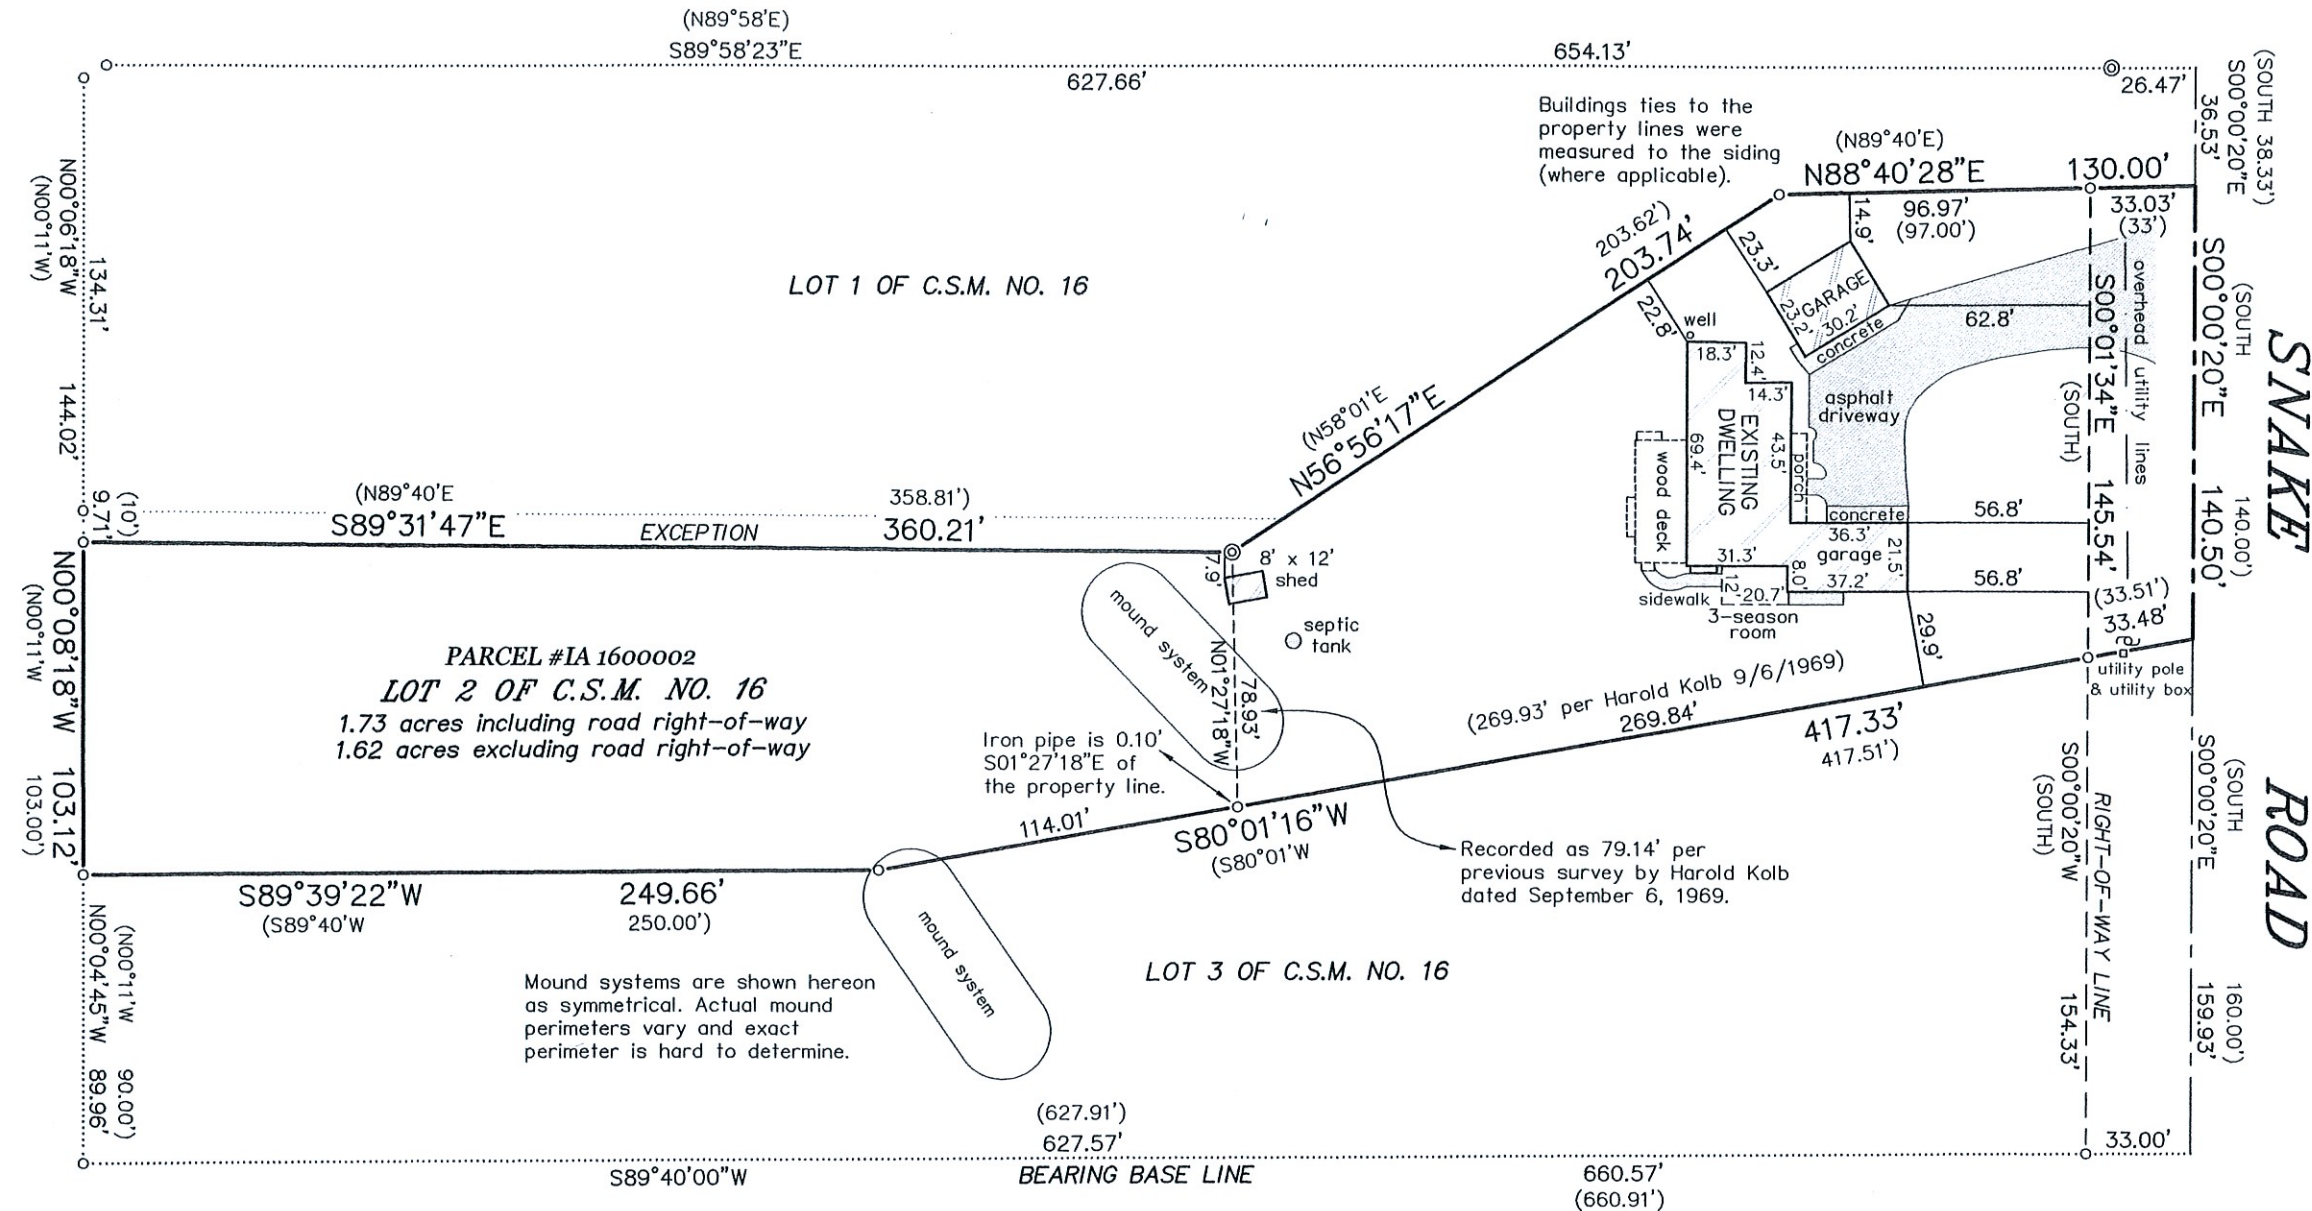 (N89°58'E)
S89°58'23"E
654.13'
627.66'
26.47'
(SOUTH 38.33')
S00°00'20"E
36.53'
Buildings ties to the
property lines were
measured to the siding
(where applicable).
(N89°40'E)
N88°40'28"E
130.00'
96.97'
(97.00')
33.03'
(33')
14.9'
23.3'
203.62')
203.74'
(N58°01'E
N56°56'17"E
22.8'
well
GARAGE
23.2'
30.2'
concrete
62.8'
overhead utility lines
S00°01'34"E 145.54'
(SOUTH)
S00°00'20"E 140.50'
(SOUTH 140.00')
SNAKE
ROAD
N00°06'18"W
(N00°11'W)
134.31'
144.02'
LOT 1 OF C.S.M. NO. 16
18.3'
12.4'
14.3'
asphalt
driveway
EXISTING
DWELLING
69.4'
43.5'
porch
wood deck
concrete
56.8'
36.3'
garage
21.5'
31.3'
8.0'
37.2'
56.8'
12'
20.7'
sidewalk
3-season
room
29.9'
(33.51')
33.48'
utility pole
& utility box
9.71'
(10')
(N89°40'E
358.81')
S89°31'47"E
EXCEPTION
360.21'
7.9'
8' x 12'
shed
mound system
septic
tank
N01°27'18"W
78.93'
N00°08'18"W 103.12'
(N00°11'W 103.00')
PARCEL #IA 1600002
LOT 2 OF C.S.M. NO. 16
1.73 acres including road right-of-way
1.62 acres excluding road right-of-way
Iron pipe is 0.10'
S01°27'18"E of
the property line.
(269.93' per Harold Kolb 9/6/1969)
269.84'
417.33'
417.51')
114.01'
S80°01'16"W
(S80°01'W
Recorded as 79.14' per
previous survey by Harold Kolb
dated September 6, 1969.
S00°00'20"W
(SOUTH)
RIGHT-OF-WAY LINE
154.33'
(SOUTH 160.00')
S00°00'20"E 159.93'
S89°39'22"W
249.66'
(S89°40'W
250.00')
(N00°11'W 90.00')
N00°04'45"W 89.96'
mound system
Mound systems are shown hereon
as symmetrical. Actual mound
perimeters vary and exact
perimeter is hard to determine.
LOT 3 OF C.S.M. NO. 16
(627.91')
627.57'
33.00'
S89°40'00"W
BEARING BASE LINE
660.57'
(660.91')